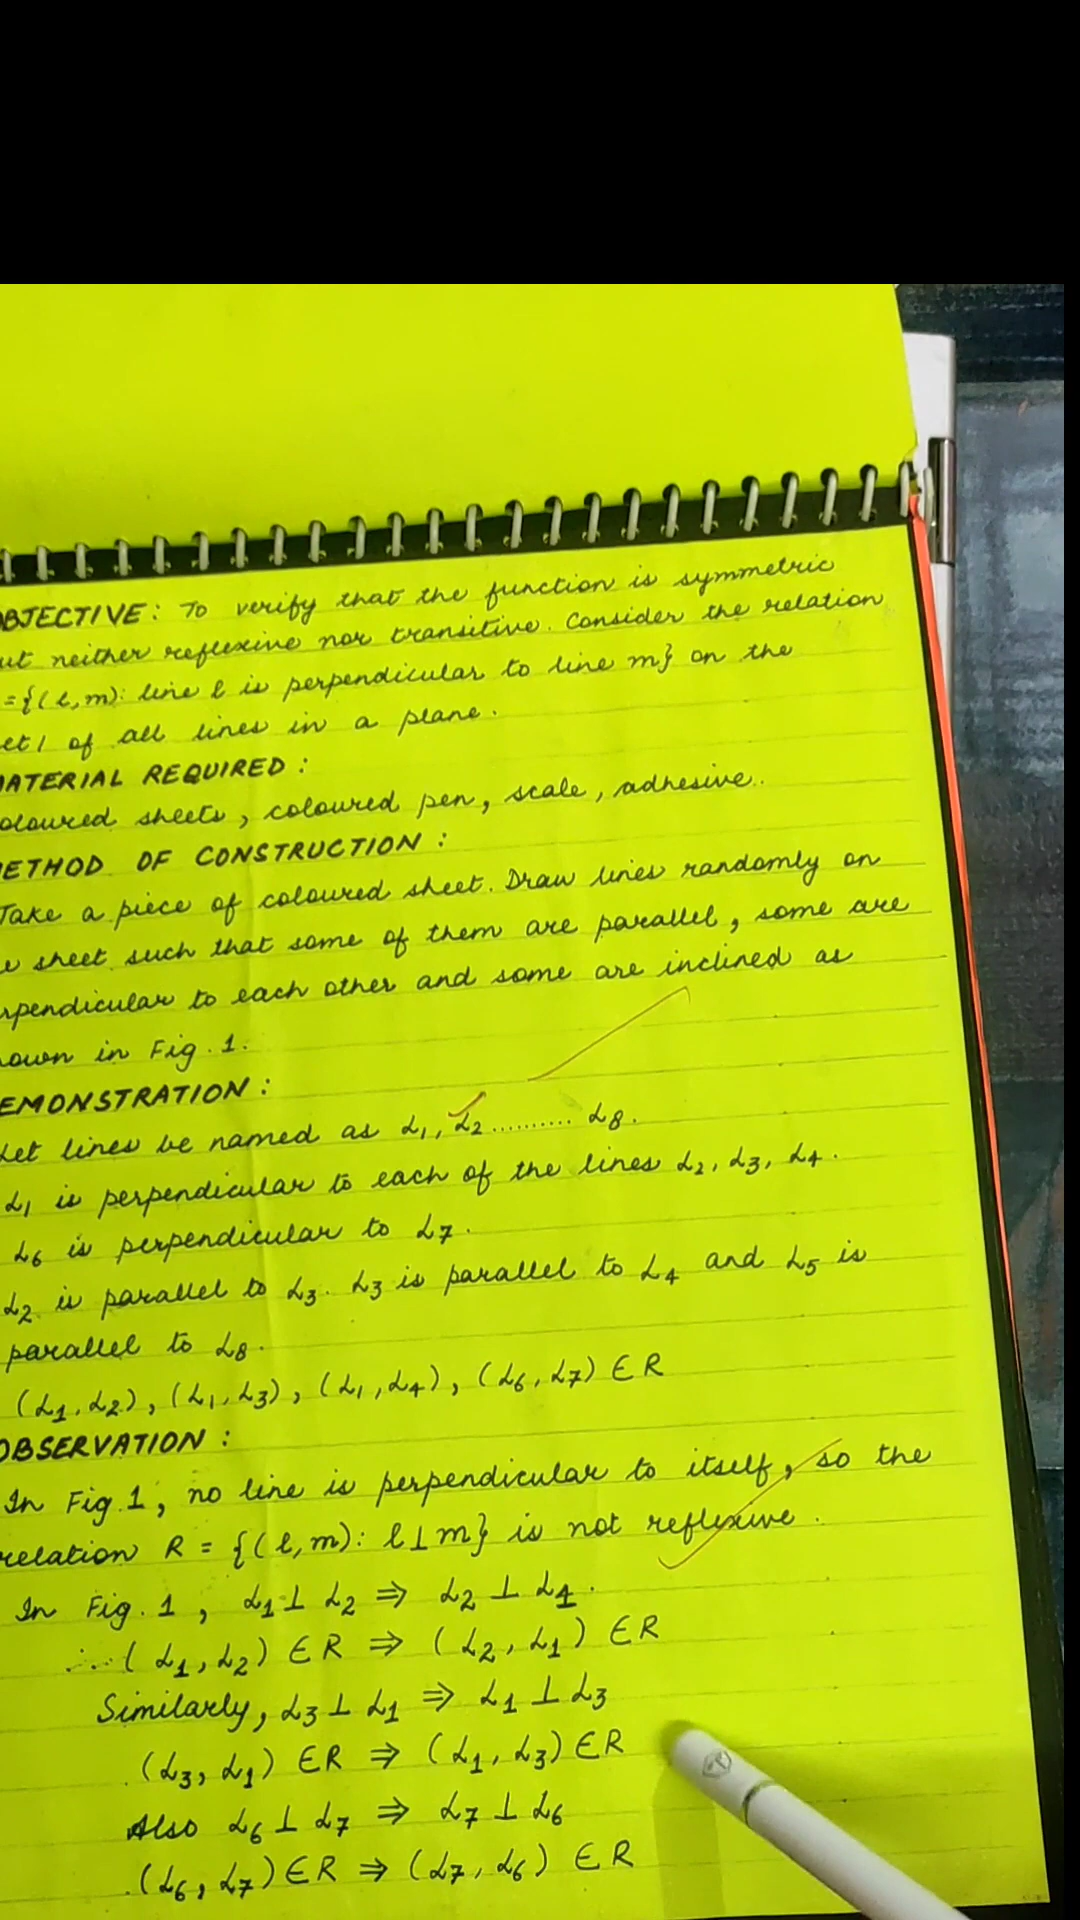 OBJECTIVE: To verify that the function is symmetric
ut neither reflexive nor transitive. Consider the relation
={(l,m): line l is perpendicular to line m} on the
et l of all lines in a plane.
MATERIAL REQUIRED:
oloured sheets, coloured pen, scale, adhesive.
METHOD OF CONSTRUCTION:
Take a piece of coloured sheet. Draw lines randomly on
e sheet such that some of them are parallel, some are
rpendicular to each other and some are inclined as
own in Fig. 1.
EMONSTRATION:
Let lines be named as L1, L2 .......... L8.
L1 is perpendicular to each of the lines L2, L3, L4.
L6 is perpendicular to L7.
L2 is parallel to L3. L3 is parallel to L4 and L5 is
parallel to L8.
(L1, L2), (L1, L3), (L1, L4), (L6, L7) ∈ R
OBSERVATION:
In Fig. 1, no line is perpendicular to itself, so the
relation R = {(l,m): l⊥m} is not reflexive.
In Fig. 1, L1 ⊥ L2 ⇒ L2 ⊥ L1.
∴ (L1, L2) ∈ R ⇒ (L2, L1) ∈ R
Similarly, L3 ⊥ L1 ⇒ L1 ⊥ L3
(L3, L1) ∈ R ⇒ (L1, L3) ∈ R
Also L6 ⊥ L7 ⇒ L7 ⊥ L6
(L6, L7) ∈ R ⇒ (L7, L6) ∈ R